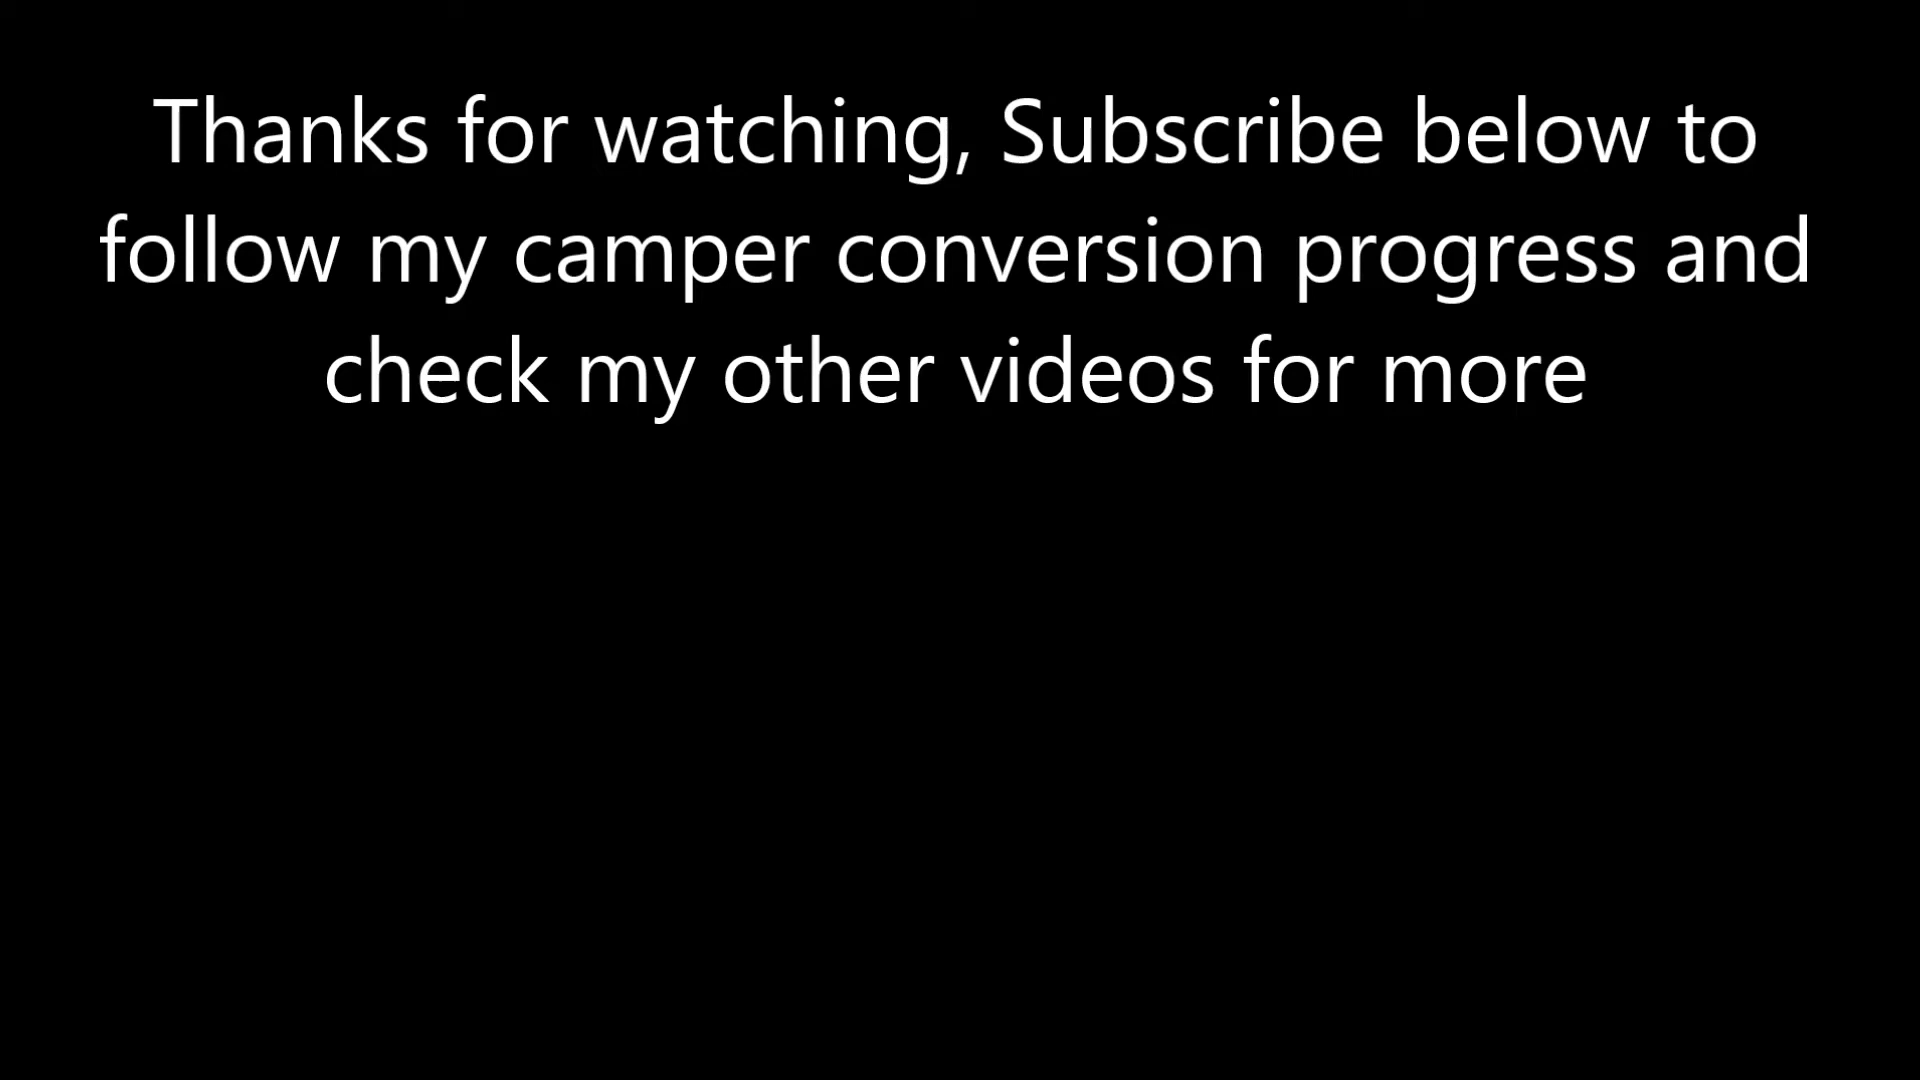 Thanks for watching, Subscribe below to
follow my camper conversion progress and
check my other videos for more